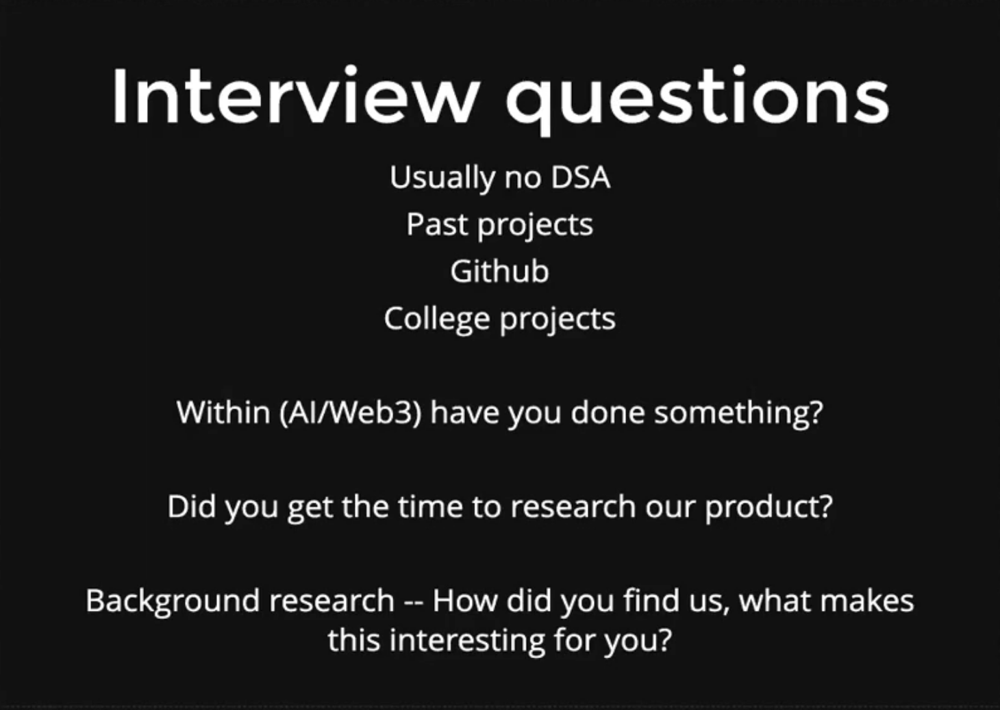 Interview questions
Usually no DSA
Past projects
Github
College projects
Within (AI/Web3) have you done something?
Did you get the time to research our product?
Background research -- How did you find us, what makes
this interesting for you?